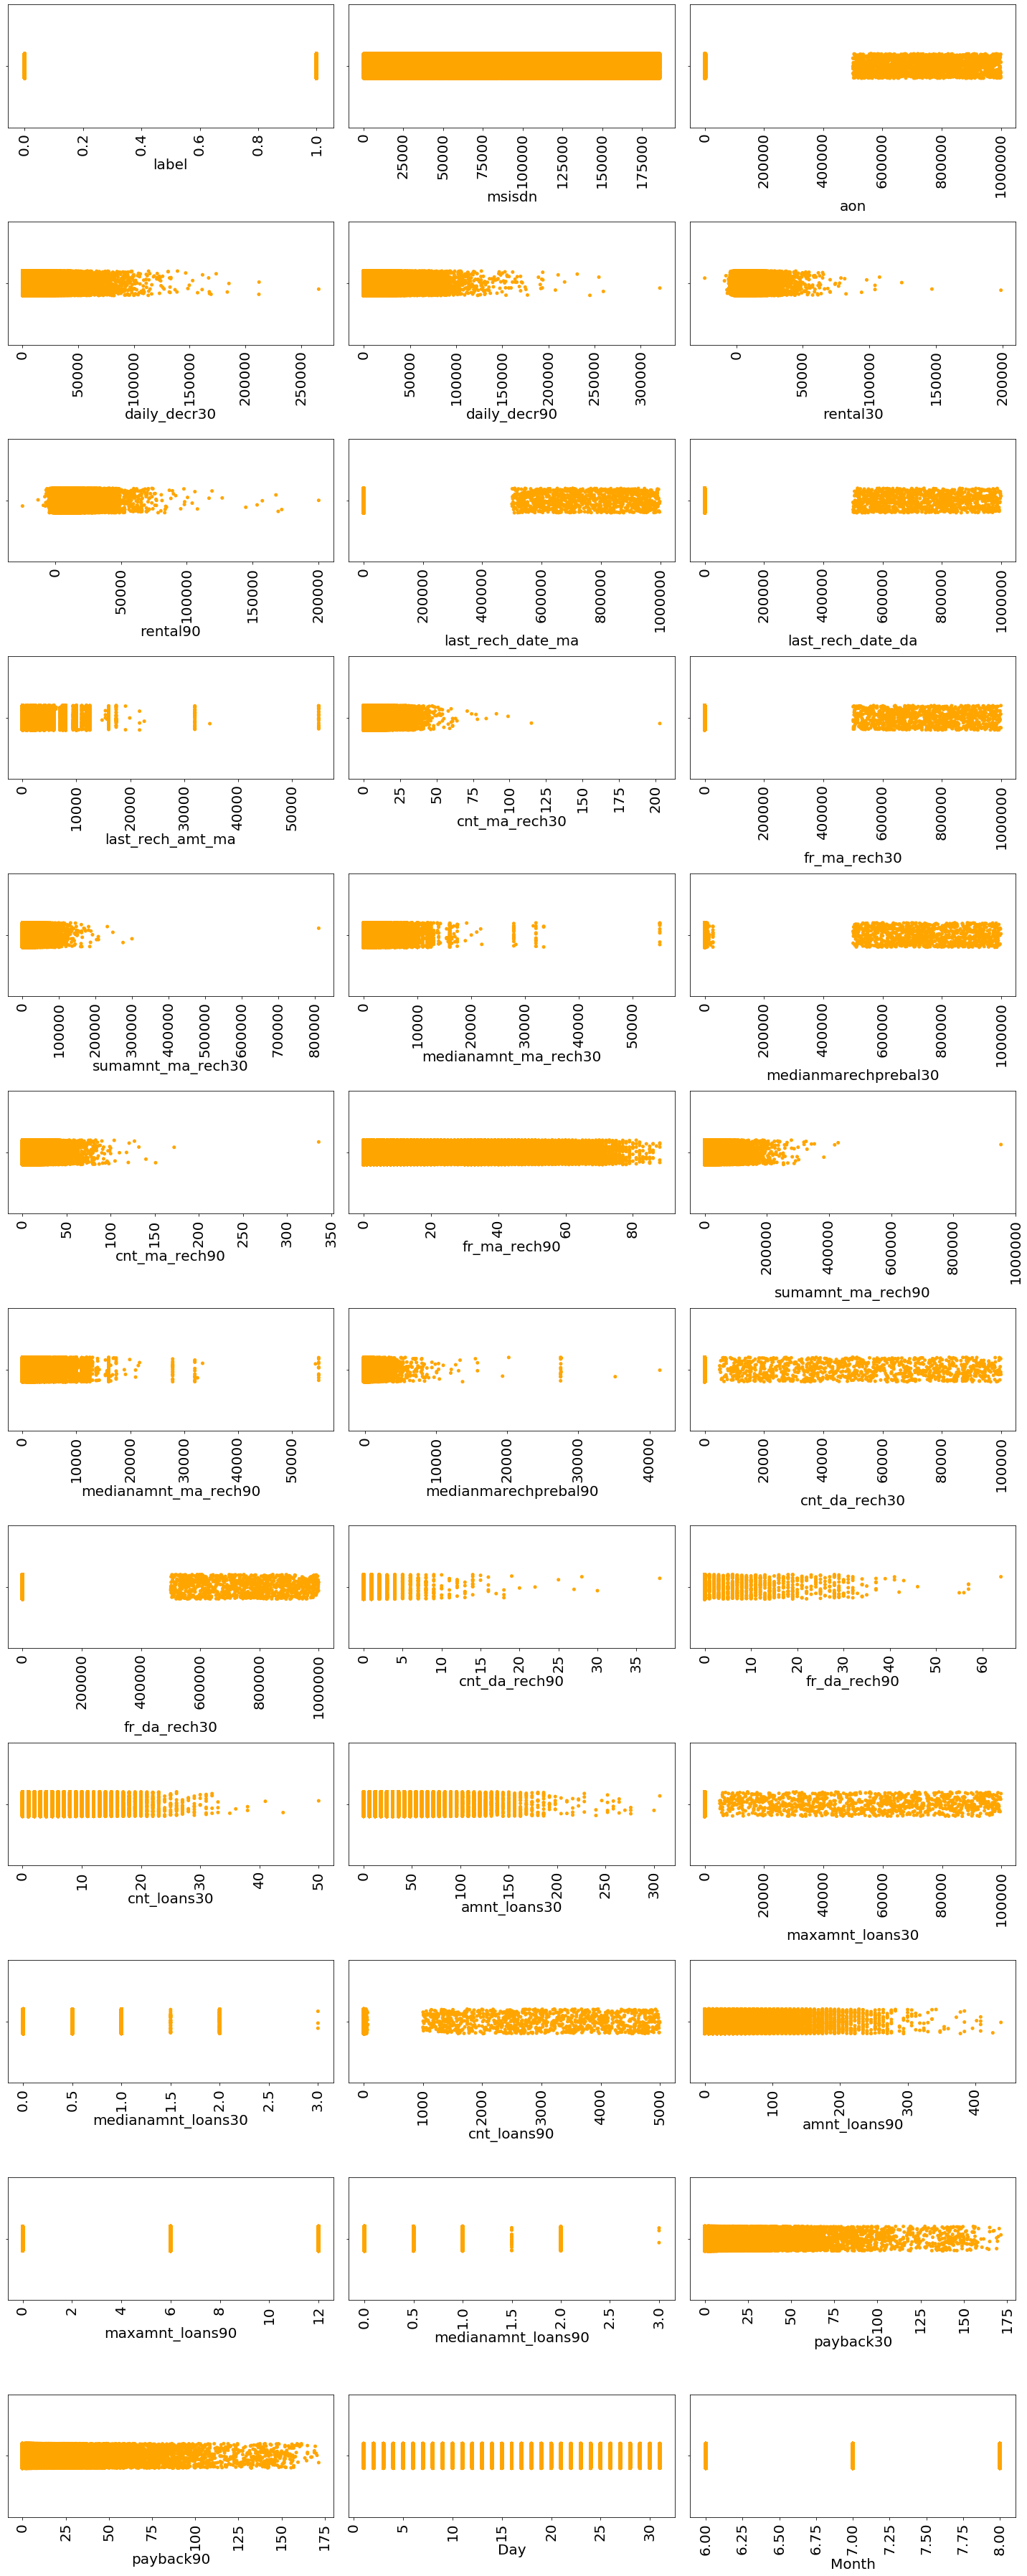 0.0 0.2 0.4 0.6 0.8 1.0
label
25000 50000 75000 100000 125000 150000 175000 0
msisdn
0 200000 400000 600000 800000 1000000
aon
0 50000 100000 150000 200000 250000
daily_decr30
0 50000 100000 150000 200000 250000 300000
daily_decr90
0 50000 100000 150000 200000
rental30
0 50000 100000 150000 200000
rental90
0 200000 400000 600000 800000 1000000
last_rech_date_ma
0 200000 400000 600000 800000 1000000
last_rech_date_da
0 10000 20000 30000 40000 50000
last_rech_amt_ma
0 25 50 75 100 125 150 175 200
cnt_ma_rech30
0 200000 400000 600000 800000 1000000
fr_ma_rech30
0 100000 200000 300000 400000 500000 600000 700000 800000
sumamnt_ma_rech30
0 10000 20000 30000 40000 50000
medianamnt_ma_rech30
0 200000 400000 600000 800000 1000000
medianmarechprebal30
0 50 100 150 200 250 300 350
cnt_ma_rech90
0 20 40 60 80
fr_ma_rech90
0 200000 400000 600000 800000 1000000
sumamnt_ma_rech90
0 10000 20000 30000 40000 50000
medianamnt_ma_rech90
0 10000 20000 30000 40000
medianmarechprebal90
0 20000 40000 60000 80000 100000
cnt_da_rech30
0 200000 400000 600000 800000 1000000
fr_da_rech30
0 5 10 15 20 25 30 35
cnt_da_rech90
0 10 20 30 40 50 60
fr_da_rech90
0 10 20 30 40 50
cnt_loans30
0 50 100 150 200 250 300
amnt_loans30
0 20000 40000 60000 80000 100000
maxamnt_loans30
0.0 0.5 1.0 1.5 2.0 2.5 3.0
medianamnt_loans30
0 1000 2000 3000 4000 5000
cnt_loans90
0 100 200 300 400
amnt_loans90
0 2 4 6 8 10 12
maxamnt_loans90
0.0 0.5 1.0 1.5 2.0 2.5 3.0
medianamnt_loans90
0 25 50 75 100 125 150 175
payback30
0 25 50 75 100 125 150 175
payback90
0 5 10 15 20 25 30
Day
6.00 6.25 6.50 6.75 7.00 7.25 7.50 7.75 8.00
Month